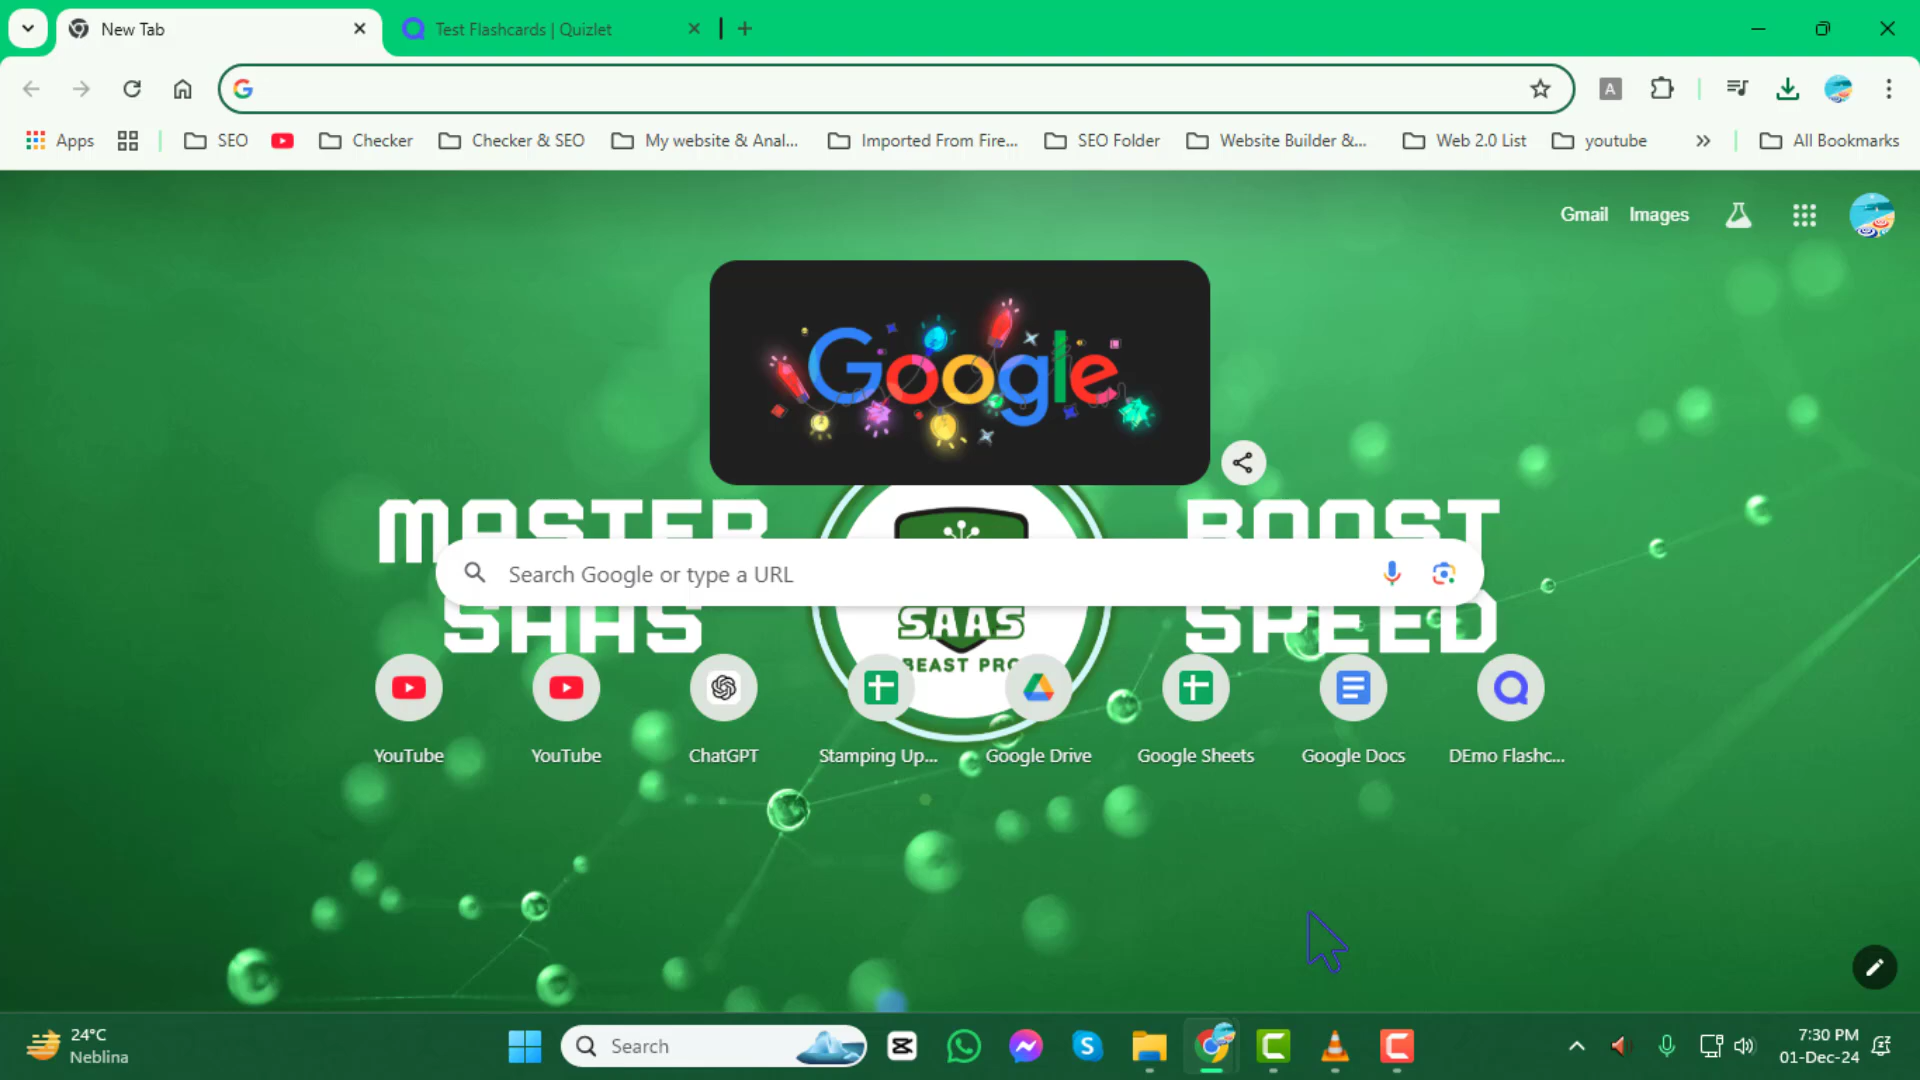 New Tab
Test Flashcards | Quizlet
A
Apps
SEO
Checker
Checker & SEO
My website & Anal...
Imported From Fire...
SEO Folder
Website Builder &...
Web 2.0 List
youtube
All Bookmarks
Gmail
Images
Google
MASTER
BOOST
Search Google or type a URL
SAAS
SAAS
SPEED
BEAST PRO
YouTube
YouTube
ChatGPT
Stamping Up...
Google Drive
Google Sheets
Google Docs
DEmo Flashc...
24°C
Neblina
Search
7:30 PM
01-Dec-24